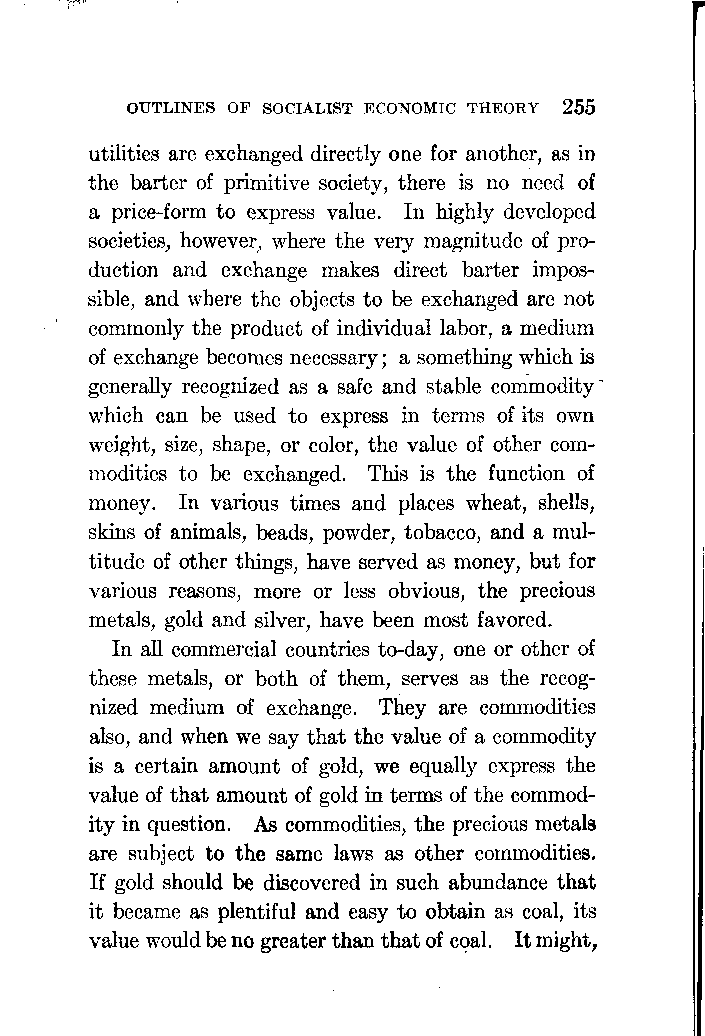 OUTLINES OF SOCIALIST ECONOMIC THEORY 255
utilities are exchanged directly one for another, as in
the barter of primitive society, there is no need of
a price-form to express value. In highly developed
societies, however, where the very magnitude of pro-
duction and exchange makes direct barter impos-
sible, and where the objects to be exchanged are not
commonly the product of individual labor, a medium
of exchange becomes necessary; a something which is
generally recognized as a safe and stable commodity
which can be used to express in terms of its own
weight, size, shape, or color, the value of other com-
modities to be exchanged. This is the function of
money. In various times and places wheat, shells,
skins of animals, beads, powder, tobacco, and a mul-
titude of other things, have served as money, but for
various reasons, more or less obvious, the precious
metals, gold and silver, have been most favored.
In all commercial countries to-day, one or other of
these metals, or both of them, serves as the recog-
nized medium of exchange. They are commodities
also, and when we say that the value of a commodity
is a certain amount of gold, we equally express the
value of that amount of gold in terms of the commod-
ity in question. As commodities, the precious metals
are subject to the same laws as other commodities.
If gold should be discovered in such abundance that
it became as plentiful and easy to obtain as coal, its
value would be no greater than that of coal. It might,